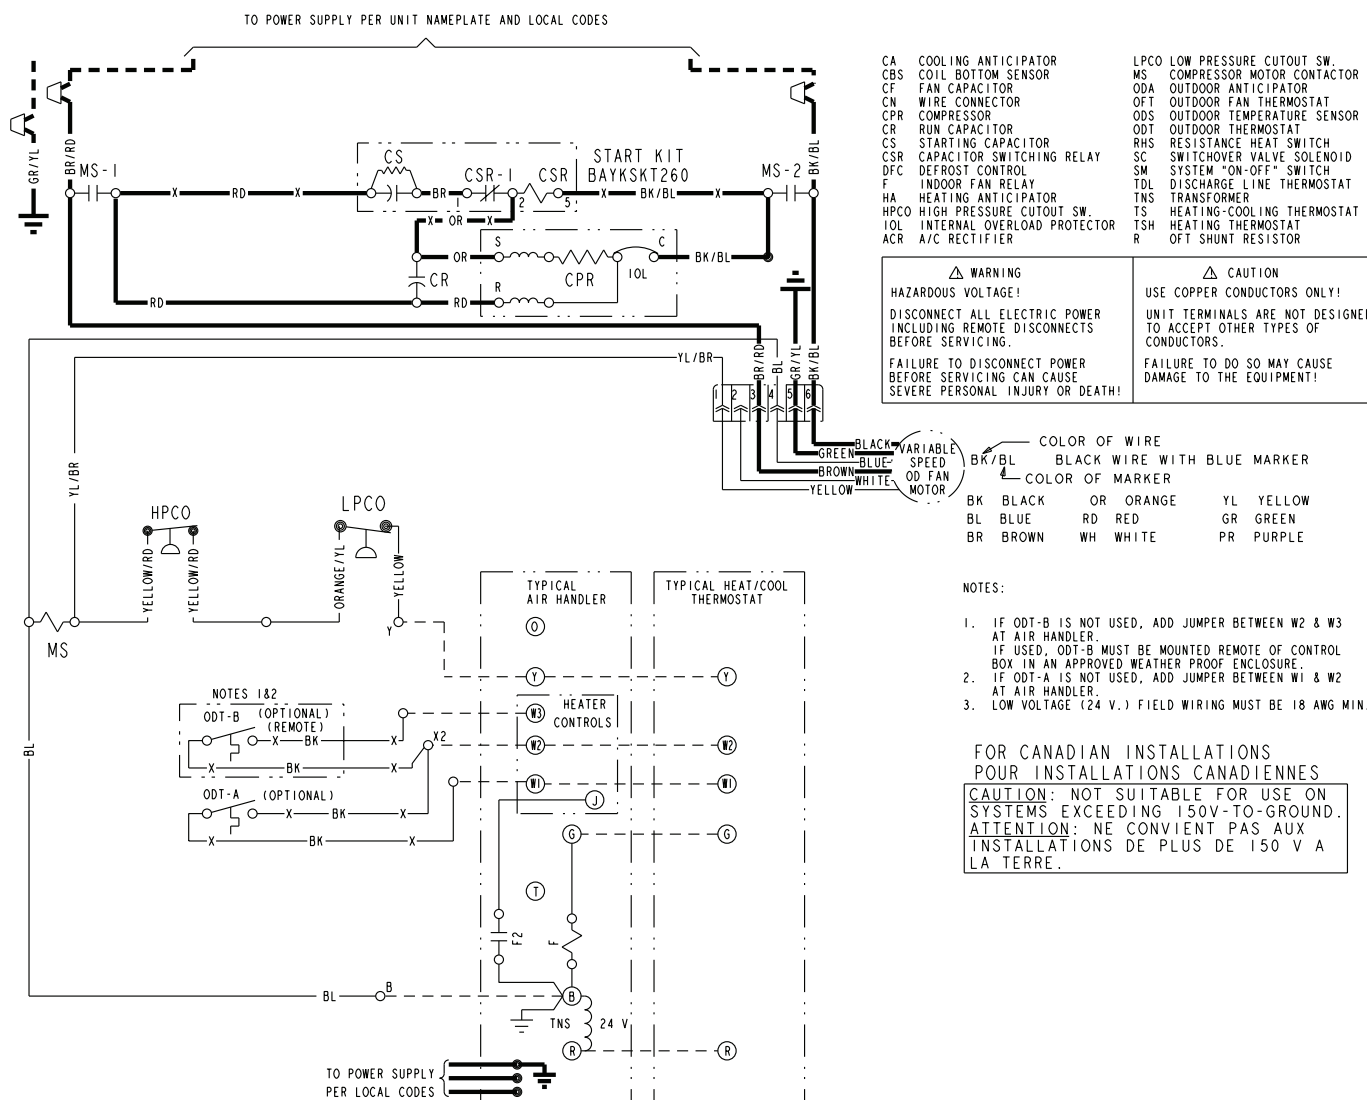 TO POWER SUPPLY PER UNIT NAMEPLATE AND LOCAL CODES
GR/YL
BR/RD
MS-1
X
RD
X
CS
BR
CSR-1
1
2
CSR
5
START KIT
BAYKSKT260
X
BK/BL
X
MS-2
BK/BL
X
OR
X
OR
S
CPR
IOL
C
BK/BL
CR
RD
RD
R
YL/BR
BR/RD
BL
GR/YL
BK/BL
1
2
3
4
5
6
BLACK
GREEN
BLUE
BROWN
WHITE
YELLOW
VARIABLE
SPEED
OD FAN
MOTOR
CA COOLING ANTICIPATOR
CBS COIL BOTTOM SENSOR
CF FAN CAPACITOR
CN WIRE CONNECTOR
CPR COMPRESSOR
CR RUN CAPACITOR
CS STARTING CAPACITOR
CSR CAPACITOR SWITCHING RELAY
DFC DEFROST CONTROL
F INDOOR FAN RELAY
HA HEATING ANTICIPATOR
HPCO HIGH PRESSURE CUTOUT SW.
IOL INTERNAL OVERLOAD PROTECTOR
ACR A/C RECTIFIER
LPCO LOW PRESSURE CUTOUT SW.
MS COMPRESSOR MOTOR CONTACTOR
ODA OUTDOOR ANTICIPATOR
OFT OUTDOOR FAN THERMOSTAT
ODS OUTDOOR TEMPERATURE SENSOR
ODT OUTDOOR THERMOSTAT
RHS RESISTANCE HEAT SWITCH
SC SWITCHOVER VALVE SOLENOID
SM SYSTEM "ON-OFF" SWITCH
TDL DISCHARGE LINE THERMOSTAT
TNS TRANSFORMER
TS HEATING-COOLING THERMOSTAT
TSH HEATING THERMOSTAT
R OFT SHUNT RESISTOR
⚠ WARNING
HAZARDOUS VOLTAGE!
DISCONNECT ALL ELECTRIC POWER
INCLUDING REMOTE DISCONNECTS
BEFORE SERVICING.
FAILURE TO DISCONNECT POWER
BEFORE SERVICING CAN CAUSE
SEVERE PERSONAL INJURY OR DEATH!
⚠ CAUTION
USE COPPER CONDUCTORS ONLY!
UNIT TERMINALS ARE NOT DESIGNE
TO ACCEPT OTHER TYPES OF
CONDUCTORS.
FAILURE TO DO SO MAY CAUSE
DAMAGE TO THE EQUIPMENT!
COLOR OF WIRE
BK/BL BLACK WIRE WITH BLUE MARKER
COLOR OF MARKER
BK BLACK OR ORANGE YL YELLOW
BL BLUE RD RED GR GREEN
BR BROWN WH WHITE PR PURPLE
YL/BR
HPCO
LPCO
YELLOW/RD
YELLOW/RD
ORANGE/YL
YELLOW
MS
Y
BL
TYPICAL
AIR HANDLER
TYPICAL HEAT/COOL
THERMOSTAT
O
Y
Y
HEATER
CONTROLS
W3
W2
W2
W1
W1
J
G
G
T
NOTES 1&2
ODT-B (OPTIONAL)
(REMOTE)
X
BK
X
X
BK
X
X2
ODT-A (OPTIONAL)
X
BK
X
X
BK
X
F2
F
BL
B
B
TNS
24 V
R
R
TO POWER SUPPLY
PER LOCAL CODES
NOTES:
1. IF ODT-B IS NOT USED, ADD JUMPER BETWEEN W2 & W3
AT AIR HANDLER.
IF USED, ODT-B MUST BE MOUNTED REMOTE OF CONTROL
BOX IN AN APPROVED WEATHER PROOF ENCLOSURE.
2. IF ODT-A IS NOT USED, ADD JUMPER BETWEEN W1 & W2
AT AIR HANDLER.
3. LOW VOLTAGE (24 V.) FIELD WIRING MUST BE 18 AWG MIN.
FOR CANADIAN INSTALLATIONS
POUR INSTALLATIONS CANADIENNES
CAUTION: NOT SUITABLE FOR USE ON
SYSTEMS EXCEEDING 150V-TO-GROUND.
ATTENTION: NE CONVIENT PAS AUX
INSTALLATIONS DE PLUS DE 150 V A
LA TERRE.